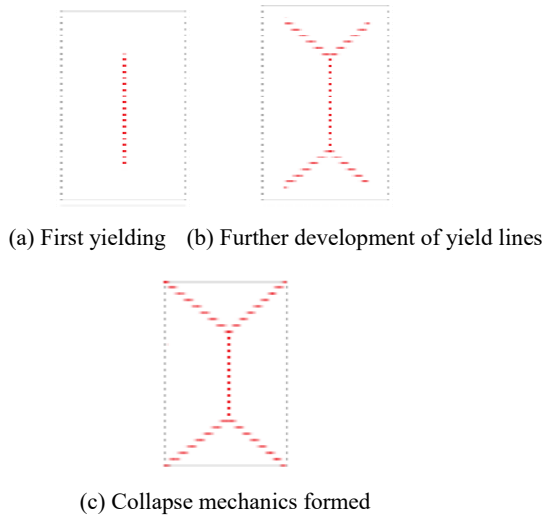 (a) First yielding (b) Further development of yield lines
(c) Collapse mechanics formed